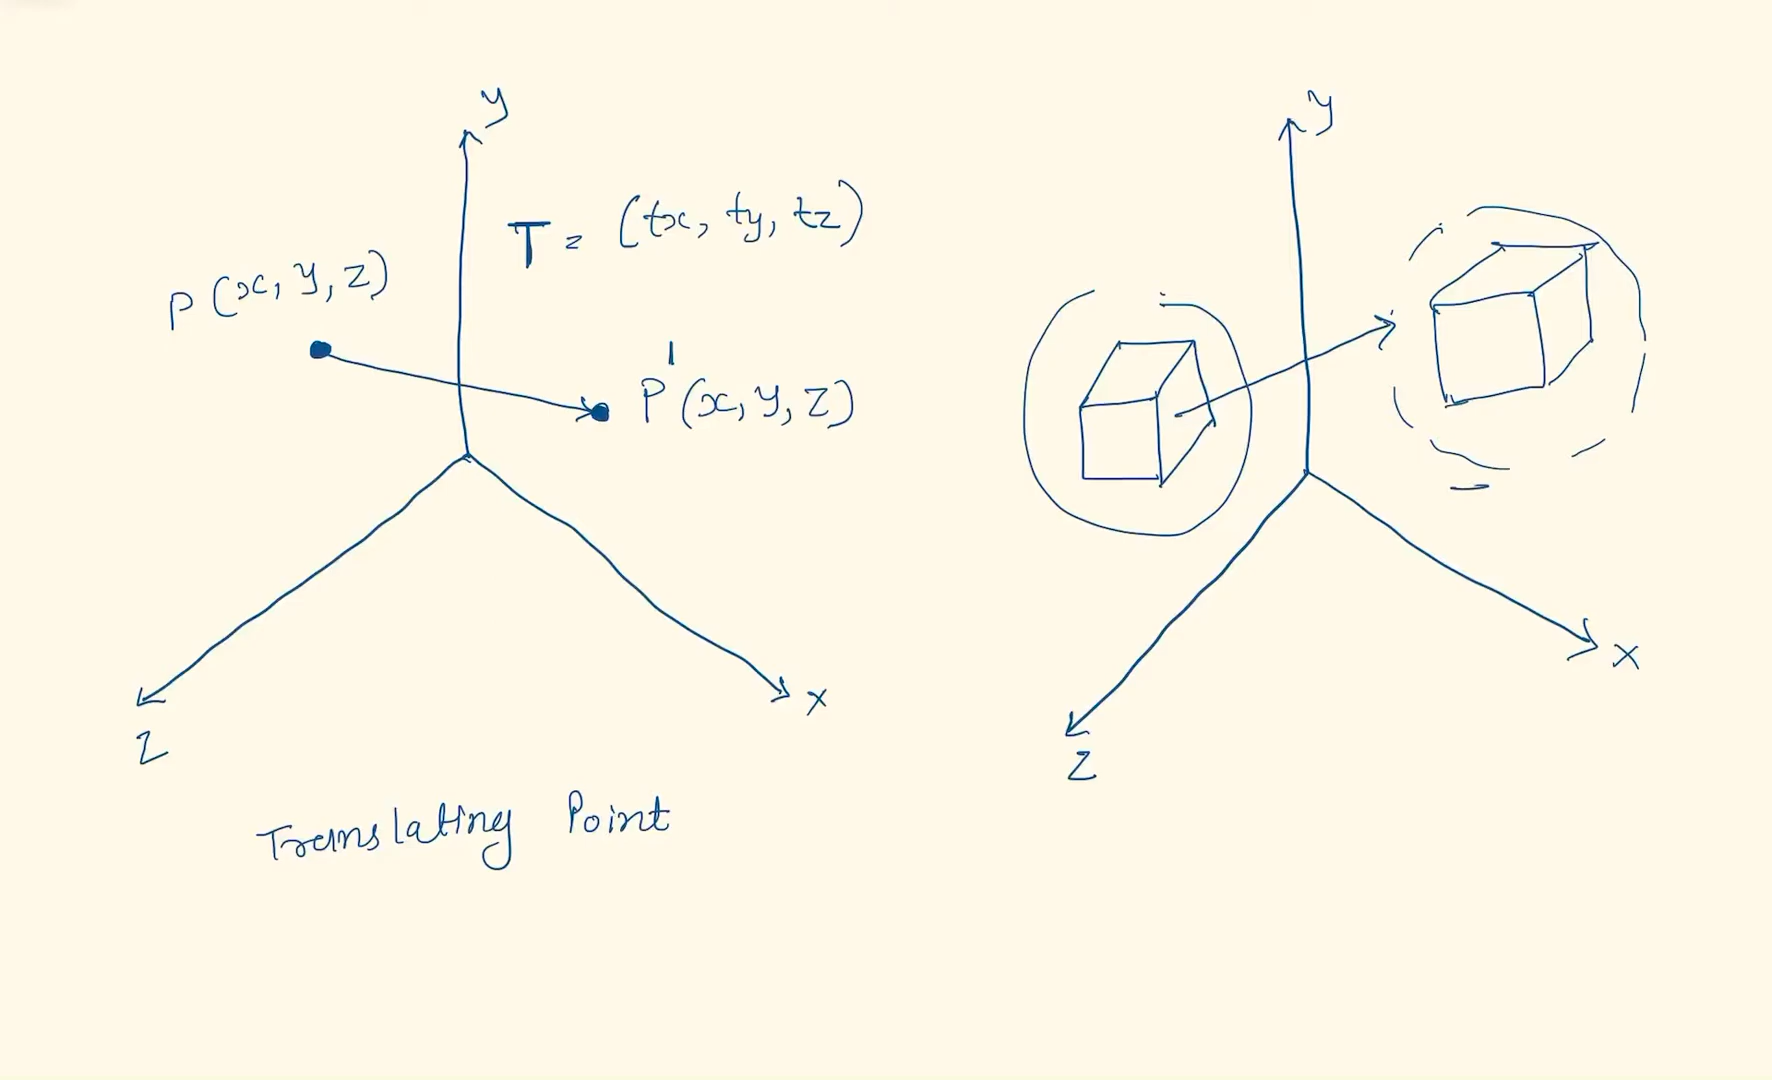 y
T = (tx, ty, tz)
P (x, y, z)
P' (x, y, z)
x
z
Translating Point
y
x
z